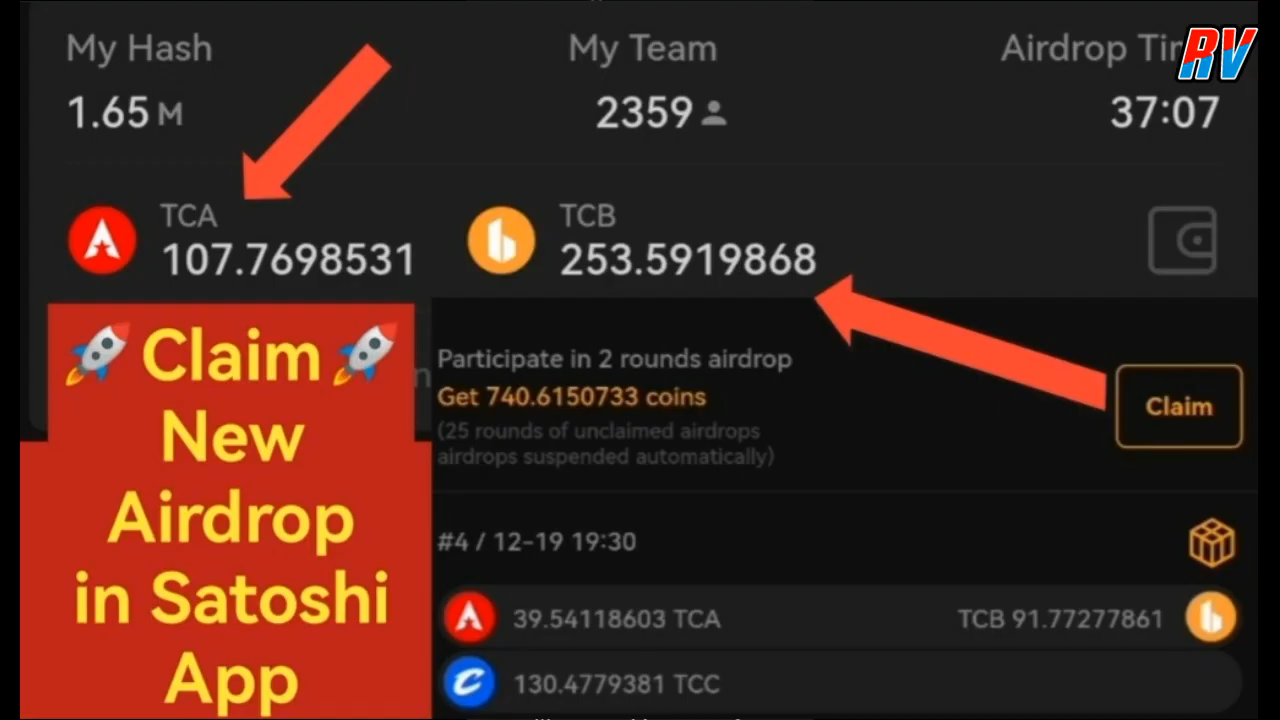 My Hash
My Team
Airdrop Ti
RV
1.65 M
2359
37:07
TCA
107.7698531
TCB
253.5919868
🚀 Claim 🚀
New
Airdrop
in Satoshi
App
Participate in 2 rounds airdrop
Get 740.6150733 coins
(25 rounds of unclaimed airdrops
airdrops suspended automatically)
Claim
#4 / 12-19 19:30
39.54118603 TCA
TCB 91.77277861
130.4779381 TCC